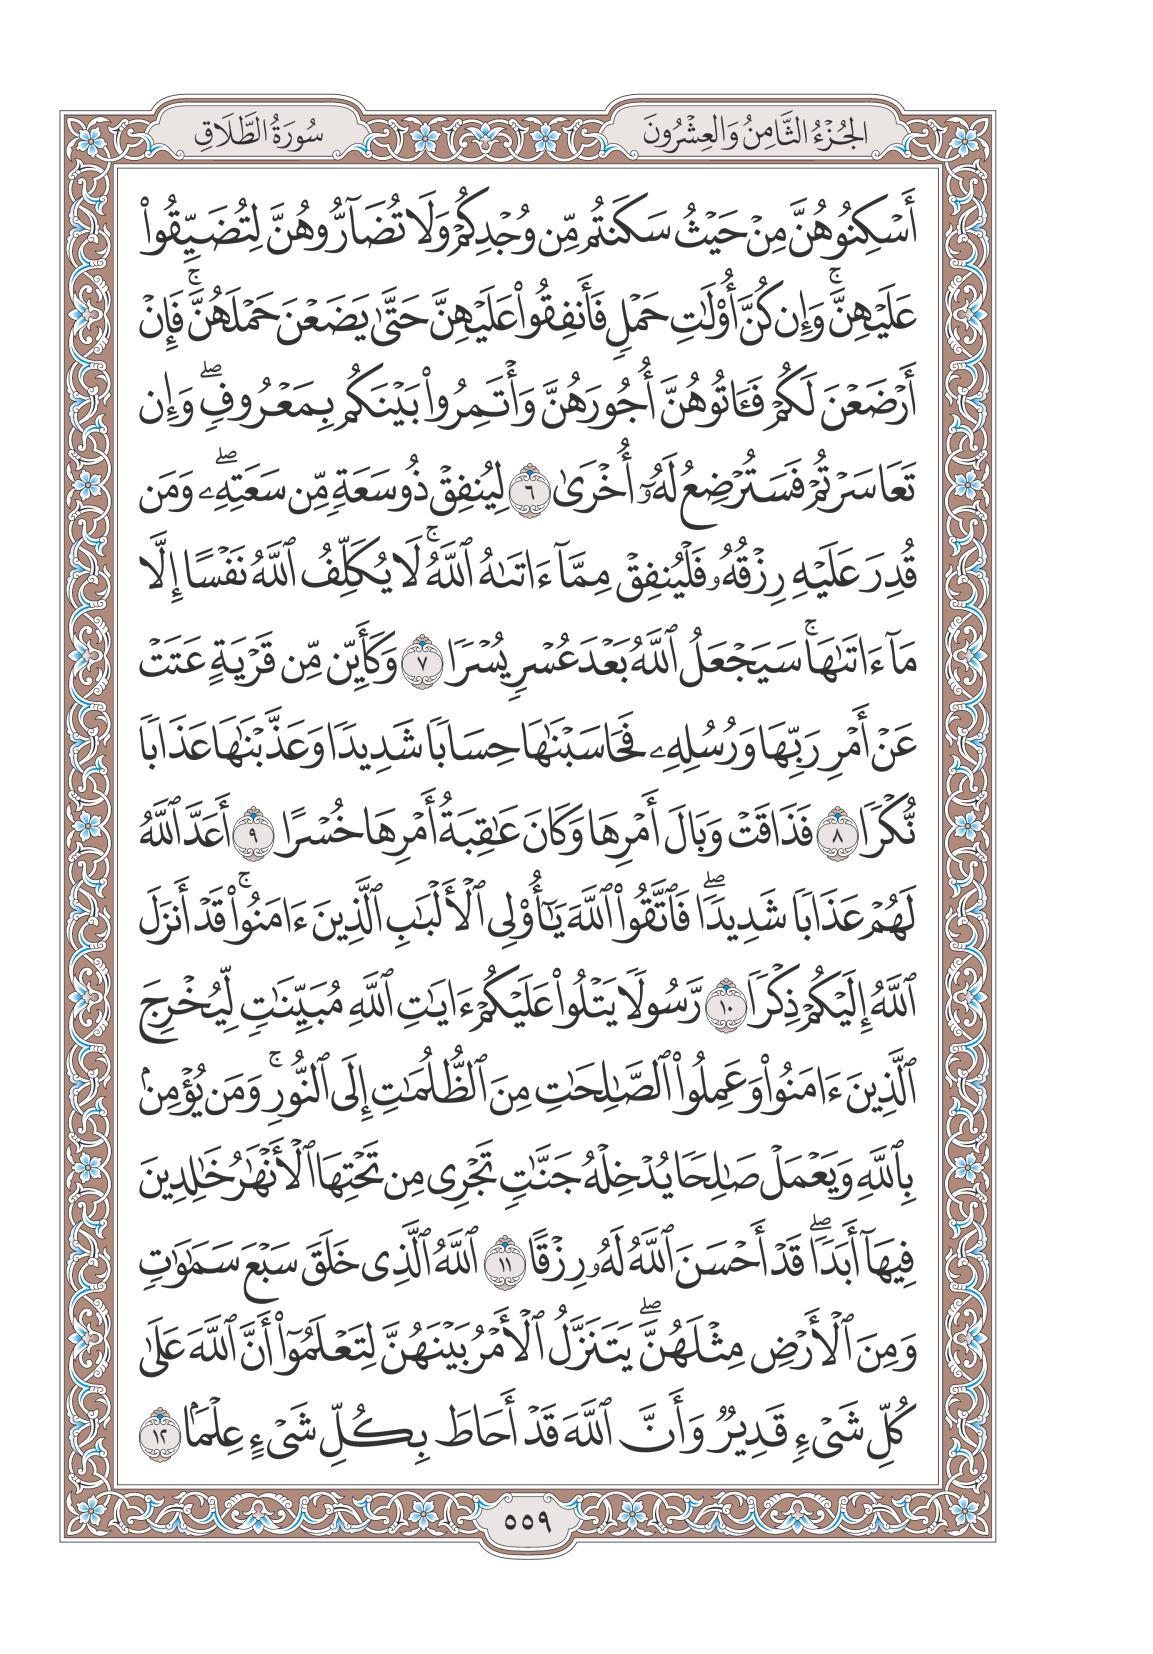 الجُزْءُ الثَّامِنُ وَالعِشْرُونَ
سُورَةُ الطَّلَاقِ
أَسْكِنُوهُنَّ مِنْ حَيْثُ سَكَنتُم مِّن وُجْدِكُمْ وَلَا تُضَآرُّوهُنَّ لِتُضَيِّقُوا۟
عَلَيْهِنَّ ۚ وَإِن كُنَّ أُو۟لَـٰتِ حَمْلٍ فَأَنفِقُوا۟ عَلَيْهِنَّ حَتَّىٰ يَضَعْنَ حَمْلَهُنَّ ۚ فَإِنْ
أَرْضَعْنَ لَكُمْ فَـَٔاتُوهُنَّ أُجُورَهُنَّ وَأْتَمِرُوا۟ بَيْنَكُم بِمَعْرُوفٍ ۖ وَإِن
تَعَاسَرْتُمْ فَسَتُرْضِعُ لَهُۥٓ أُخْرَىٰ ٦ لِيُنفِقْ ذُو سَعَةٍ مِّن سَعَتِهِۦ ۖ وَمَن
قُدِرَ عَلَيْهِ رِزْقُهُۥ فَلْيُنفِقْ مِمَّآ ءَاتَىٰهُ ٱللَّهُ ۚ لَا يُكَلِّفُ ٱللَّهُ نَفْسًا إِلَّا
مَآ ءَاتَىٰهَا ۚ سَيَجْعَلُ ٱللَّهُ بَعْدَ عُسْرٍ يُسْرًا ٧ وَكَأَيِّن مِّن قَرْيَةٍ عَتَتْ
عَنْ أَمْرِ رَبِّهَا وَرُسُلِهِۦ فَحَاسَبْنَـٰهَا حِسَابًا شَدِيدًا وَعَذَّبْنَـٰهَا عَذَابًا
نُّكْرًا ٨ فَذَاقَتْ وَبَالَ أَمْرِهَا وَكَانَ عَـٰقِبَةُ أَمْرِهَا خُسْرًا ٩ أَعَدَّ ٱللَّهُ
لَهُمْ عَذَابًا شَدِيدًا ۖ فَٱتَّقُوا۟ ٱللَّهَ يَـٰٓأُو۟لِى ٱلْأَلْبَـٰبِ ٱلَّذِينَ ءَامَنُوا۟ ۚ قَدْ أَنزَلَ
ٱللَّهُ إِلَيْكُمْ ذِكْرًا ١٠ رَّسُولًا يَتْلُوا۟ عَلَيْكُمْ ءَايَـٰتِ ٱللَّهِ مُبَيِّنَـٰتٍ لِّيُخْرِجَ
ٱلَّذِينَ ءَامَنُوا۟ وَعَمِلُوا۟ ٱلصَّـٰلِحَـٰتِ مِنَ ٱلظُّلُمَـٰتِ إِلَى ٱلنُّورِ ۚ وَمَن يُؤْمِنۢ
بِٱللَّهِ وَيَعْمَلْ صَـٰلِحًا يُدْخِلْهُ جَنَّـٰتٍ تَجْرِى مِن تَحْتِهَا ٱلْأَنْهَـٰرُ خَـٰلِدِينَ
فِيهَآ أَبَدًا ۖ قَدْ أَحْسَنَ ٱللَّهُ لَهُۥ رِزْقًا ١١ ٱللَّهُ ٱلَّذِى خَلَقَ سَبْعَ سَمَـٰوَٰتٍ
وَمِنَ ٱلْأَرْضِ مِثْلَهُنَّ ۖ يَتَنَزَّلُ ٱلْأَمْرُ بَيْنَهُنَّ لِتَعْلَمُوٓا۟ أَنَّ ٱللَّهَ عَلَىٰ
كُلِّ شَىْءٍ قَدِيرٌ وَأَنَّ ٱللَّهَ قَدْ أَحَاطَ بِكُلِّ شَىْءٍ عِلْمًۢا ١٢
٥٥٩